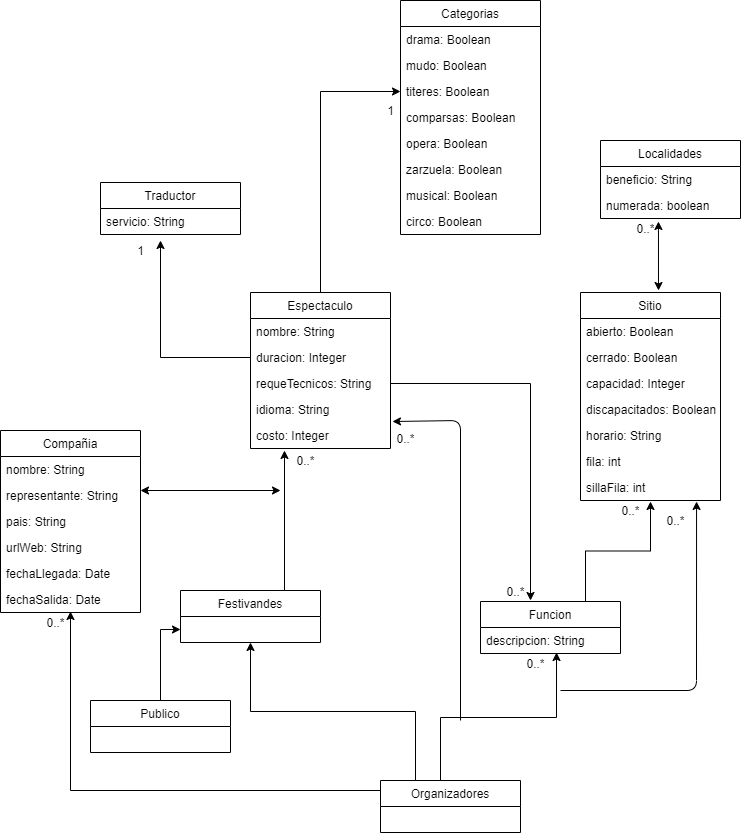 Categorias
drama: Boolean
mudo: Boolean
titeres: Boolean
comparsas: Boolean
opera: Boolean
zarzuela: Boolean
musical: Boolean
circo: Boolean
1
Localidades
beneficio: String
numerada: boolean
0..*
Traductor
servicio: String
1
Espectaculo
nombre: String
duracion: Integer
requeTecnicos: String
idioma: String
costo: Integer
0..*
0..*
Sitio
abierto: Boolean
cerrado: Boolean
capacidad: Integer
discapacitados: Boolean
horario: String
fila: int
sillaFila: int
0..*
0..*
Compañia
nombre: String
representante: String
pais: String
urlWeb: String
fechaLlegada: Date
fechaSalida: Date
0..*
Festivandes
0..*
Funcion
descripcion: String
0..*
Publico
Organizadores